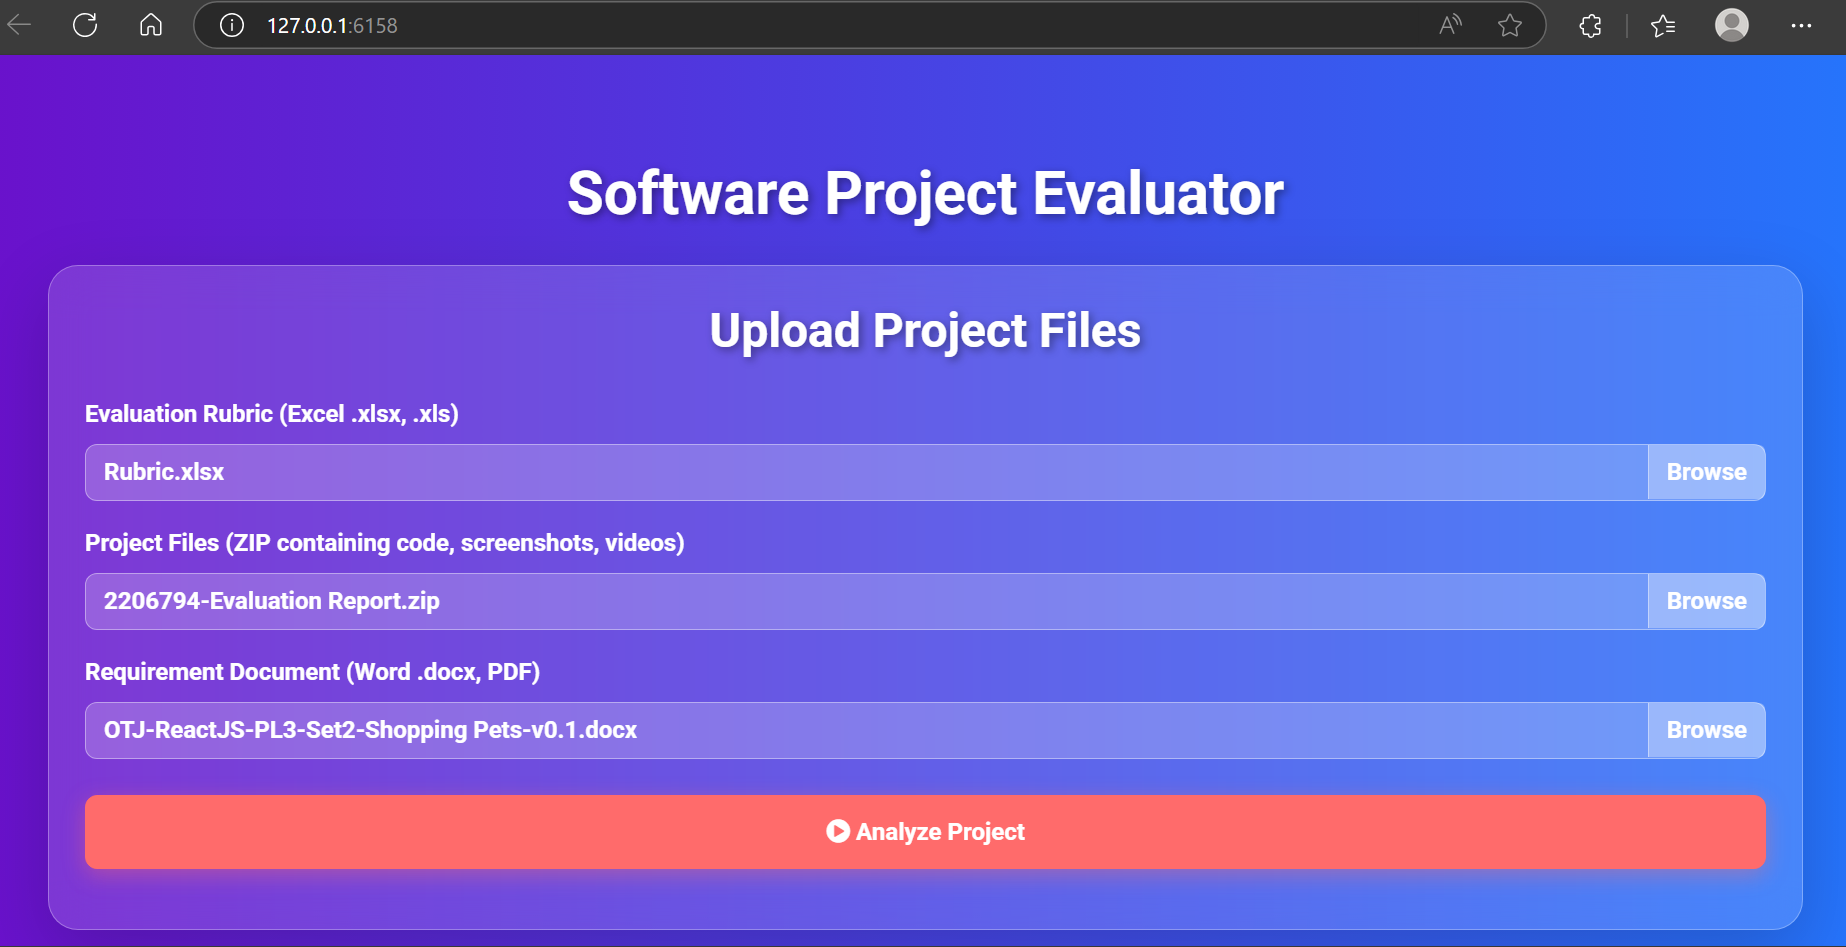 127.0.0.1:6158
Software Project Evaluator
Upload Project Files
Evaluation Rubric (Excel .xlsx, .xls)
Rubric.xlsx Browse
Project Files (ZIP containing code, screenshots, videos)
2206794-Evaluation Report.zip Browse
Requirement Document (Word .docx, PDF)
OTJ-ReactJS-PL3-Set2-Shopping Pets-v0.1.docx Browse
Analyze Project